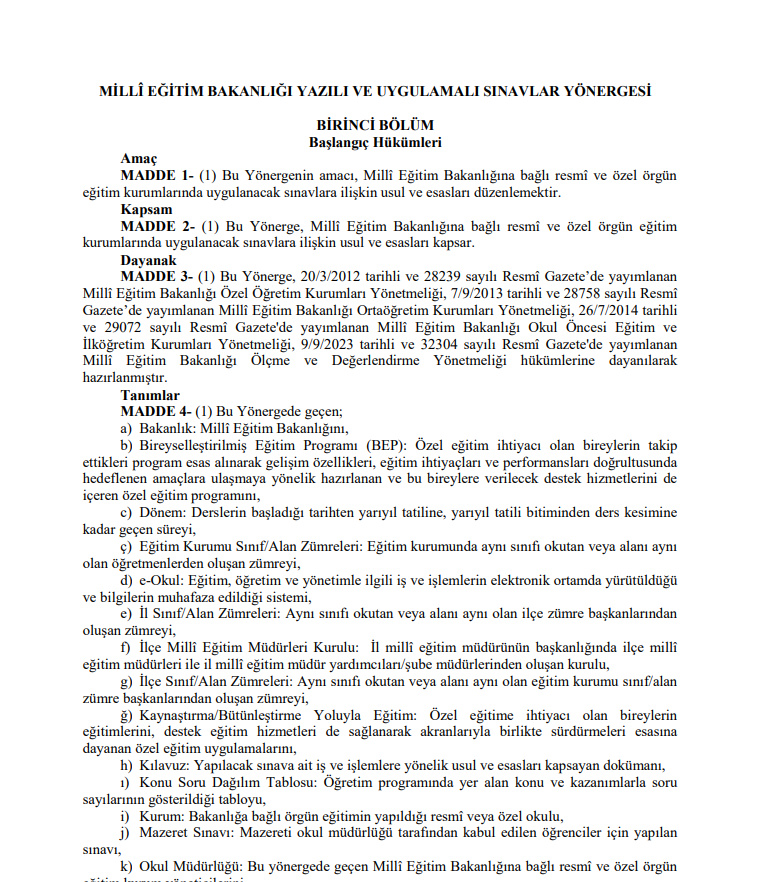 MİLLÎ EĞİTİM BAKANLIĞI YAZILI VE UYGULAMALI SINAVLAR YÖNERGESİ
BİRİNCİ BÖLÜM
Başlangıç Hükümleri
Amaç
MADDE 1- (1) Bu Yönergenin amacı, Millî Eğitim Bakanlığına bağlı resmî ve özel örgün
eğitim kurumlarında uygulanacak sınavlara ilişkin usul ve esasları düzenlemektir.
Kapsam
MADDE 2- (1) Bu Yönerge, Millî Eğitim Bakanlığına bağlı resmî ve özel örgün eğitim
kurumlarında uygulanacak sınavlara ilişkin usul ve esasları kapsar.
Dayanak
MADDE 3- (1) Bu Yönerge, 20/3/2012 tarihli ve 28239 sayılı Resmî Gazete’de yayımlanan
Millî Eğitim Bakanlığı Özel Öğretim Kurumları Yönetmeliği, 7/9/2013 tarihli ve 28758 sayılı Resmî
Gazete’de yayımlanan Millî Eğitim Bakanlığı Ortaöğretim Kurumları Yönetmeliği, 26/7/2014 tarihli
ve 29072 sayılı Resmî Gazete'de yayımlanan Millî Eğitim Bakanlığı Okul Öncesi Eğitim ve
İlköğretim Kurumları Yönetmeliği, 9/9/2023 tarihli ve 32304 sayılı Resmî Gazete'de yayımlanan
Millî Eğitim Bakanlığı Ölçme ve Değerlendirme Yönetmeliği hükümlerine dayanılarak
hazırlanmıştır.
Tanımlar
MADDE 4- (1) Bu Yönergede geçen;
a) Bakanlık: Millî Eğitim Bakanlığını,
b) Bireyselleştirilmiş Eğitim Programı (BEP): Özel eğitim ihtiyacı olan bireylerin takip
ettikleri program esas alınarak gelişim özellikleri, eğitim ihtiyaçları ve performansları doğrultusunda
hedeflenen amaçlara ulaşmaya yönelik hazırlanan ve bu bireylere verilecek destek hizmetlerini de
içeren özel eğitim programını,
c) Dönem: Derslerin başladığı tarihten yarıyıl tatiline, yarıyıl tatili bitiminden ders kesimine
kadar geçen süreyi,
ç) Eğitim Kurumu Sınıf/Alan Zümreleri: Eğitim kurumunda aynı sınıfı okutan veya alanı aynı
olan öğretmenlerden oluşan zümreyi,
d) e-Okul: Eğitim, öğretim ve yönetimle ilgili iş ve işlemlerin elektronik ortamda yürütüldüğü
ve bilgilerin muhafaza edildiği sistemi,
e) İl Sınıf/Alan Zümreleri: Aynı sınıfı okutan veya alanı aynı olan ilçe zümre başkanlarından
oluşan zümreyi,
f) İlçe Millî Eğitim Müdürleri Kurulu: İl millî eğitim müdürünün başkanlığında ilçe millî
eğitim müdürleri ile il millî eğitim müdür yardımcıları/şube müdürlerinden oluşan kurulu,
g) İlçe Sınıf/Alan Zümreleri: Aynı sınıfı okutan veya alanı aynı olan eğitim kurumu sınıf/alan
zümre başkanlarından oluşan zümreyi,
ğ) Kaynaştırma/Bütünleştirme Yoluyla Eğitim: Özel eğitime ihtiyacı olan bireylerin
eğitimlerini, destek eğitim hizmetleri de sağlanarak akranlarıyla birlikte sürdürmeleri esasına
dayanan özel eğitim uygulamalarını,
h) Kılavuz: Yapılacak sınava ait iş ve işlemlere yönelik usul ve esasları kapsayan dokümanı,
ı) Konu Soru Dağılım Tablosu: Öğretim programında yer alan konu ve kazanımlarla soru
sayılarının gösterildiği tabloyu,
i) Kurum: Bakanlığa bağlı örgün eğitimin yapıldığı resmî veya özel okulu,
j) Mazeret Sınavı: Mazereti okul müdürlüğü tarafından kabul edilen öğrenciler için yapılan
sınavı,
k) Okul Müdürlüğü: Bu yönergede geçen Millî Eğitim Bakanlığına bağlı resmî ve özel örgün